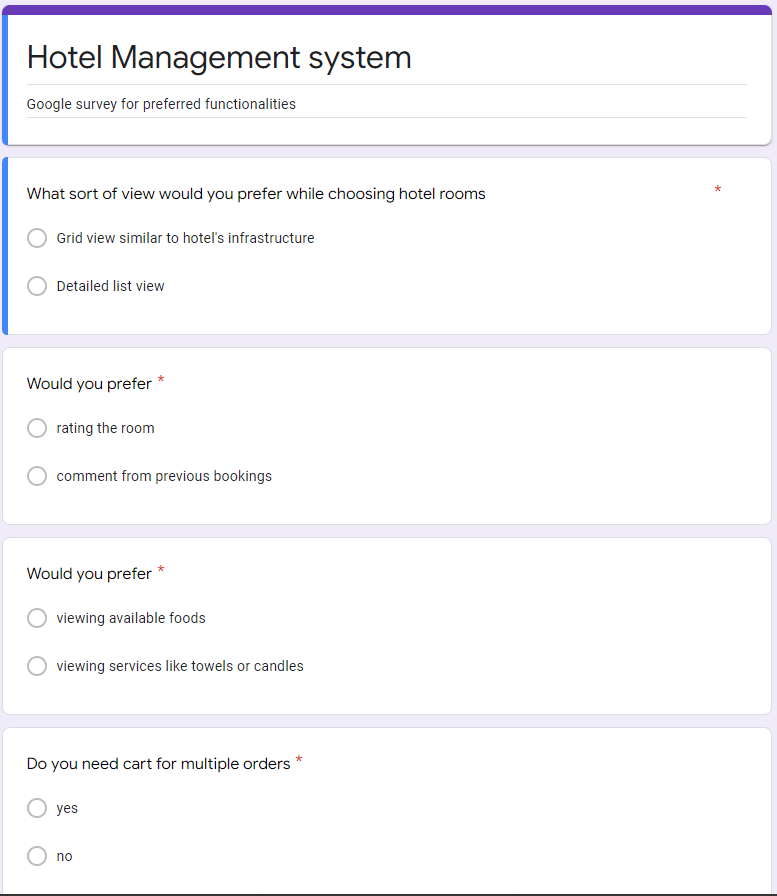 Hotel Management system
Google survey for preferred functionalities
What sort of view would you prefer while choosing hotel rooms *
Grid view similar to hotel's infrastructure
Detailed list view
Would you prefer *
rating the room
comment from previous bookings
Would you prefer *
viewing available foods
viewing services like towels or candles
Do you need cart for multiple orders *
yes
no